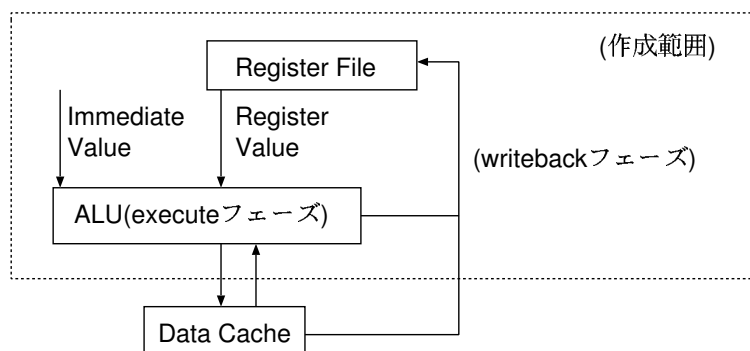 (作成範囲)
Register File
Immediate
Value
Register
Value
(writebackフェーズ)
ALU(executeフェーズ)
Data Cache